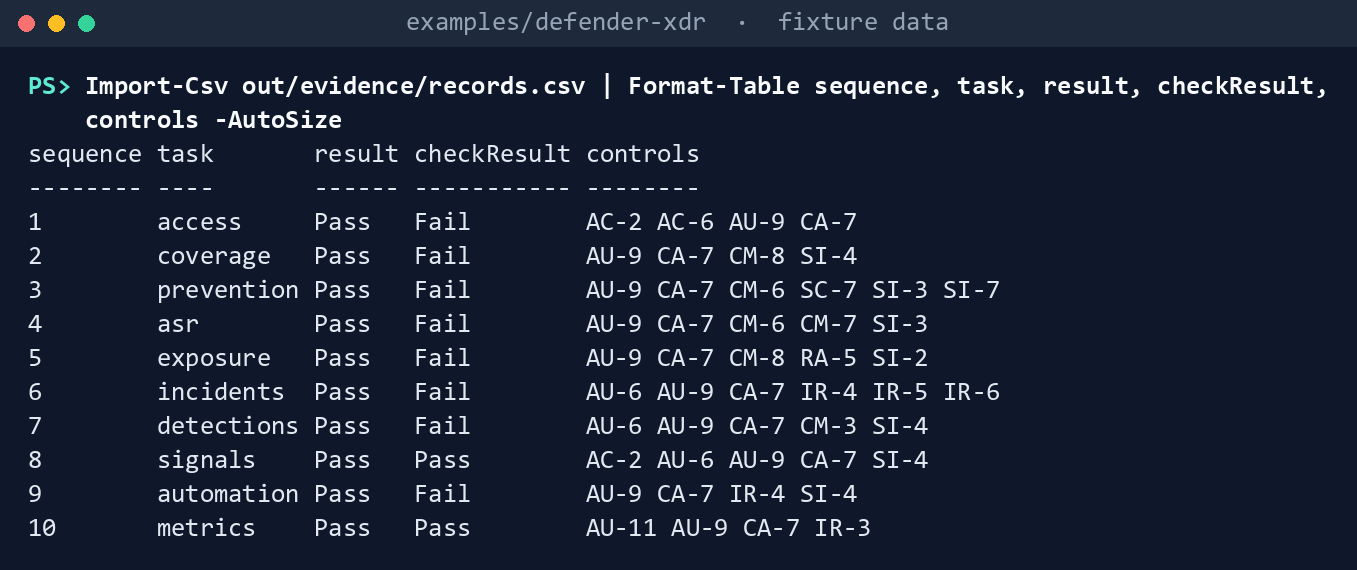 examples/defender-xdr · fixture data
PS> Import-Csv out/evidence/records.csv | Format-Table sequence, task, result, checkResult,
    controls -AutoSize
sequence task       result checkResult controls
-------- ----       ------ ----------- --------
1        access     Pass   Fail        AC-2 AC-6 AU-9 CA-7
2        coverage   Pass   Fail        AU-9 CA-7 CM-8 SI-4
3        prevention Pass   Fail        AU-9 CA-7 CM-6 SC-7 SI-3 SI-7
4        asr        Pass   Fail        AU-9 CA-7 CM-6 CM-7 SI-3
5        exposure   Pass   Fail        AU-9 CA-7 CM-8 RA-5 SI-2
6        incidents  Pass   Fail        AU-6 AU-9 CA-7 IR-4 IR-5 IR-6
7        detections Pass   Fail        AU-6 AU-9 CA-7 CM-3 SI-4
8        signals    Pass   Pass        AC-2 AU-6 AU-9 CA-7 SI-4
9        automation Pass   Fail        AU-9 CA-7 IR-4 SI-4
10       metrics    Pass   Pass        AU-11 AU-9 CA-7 IR-3